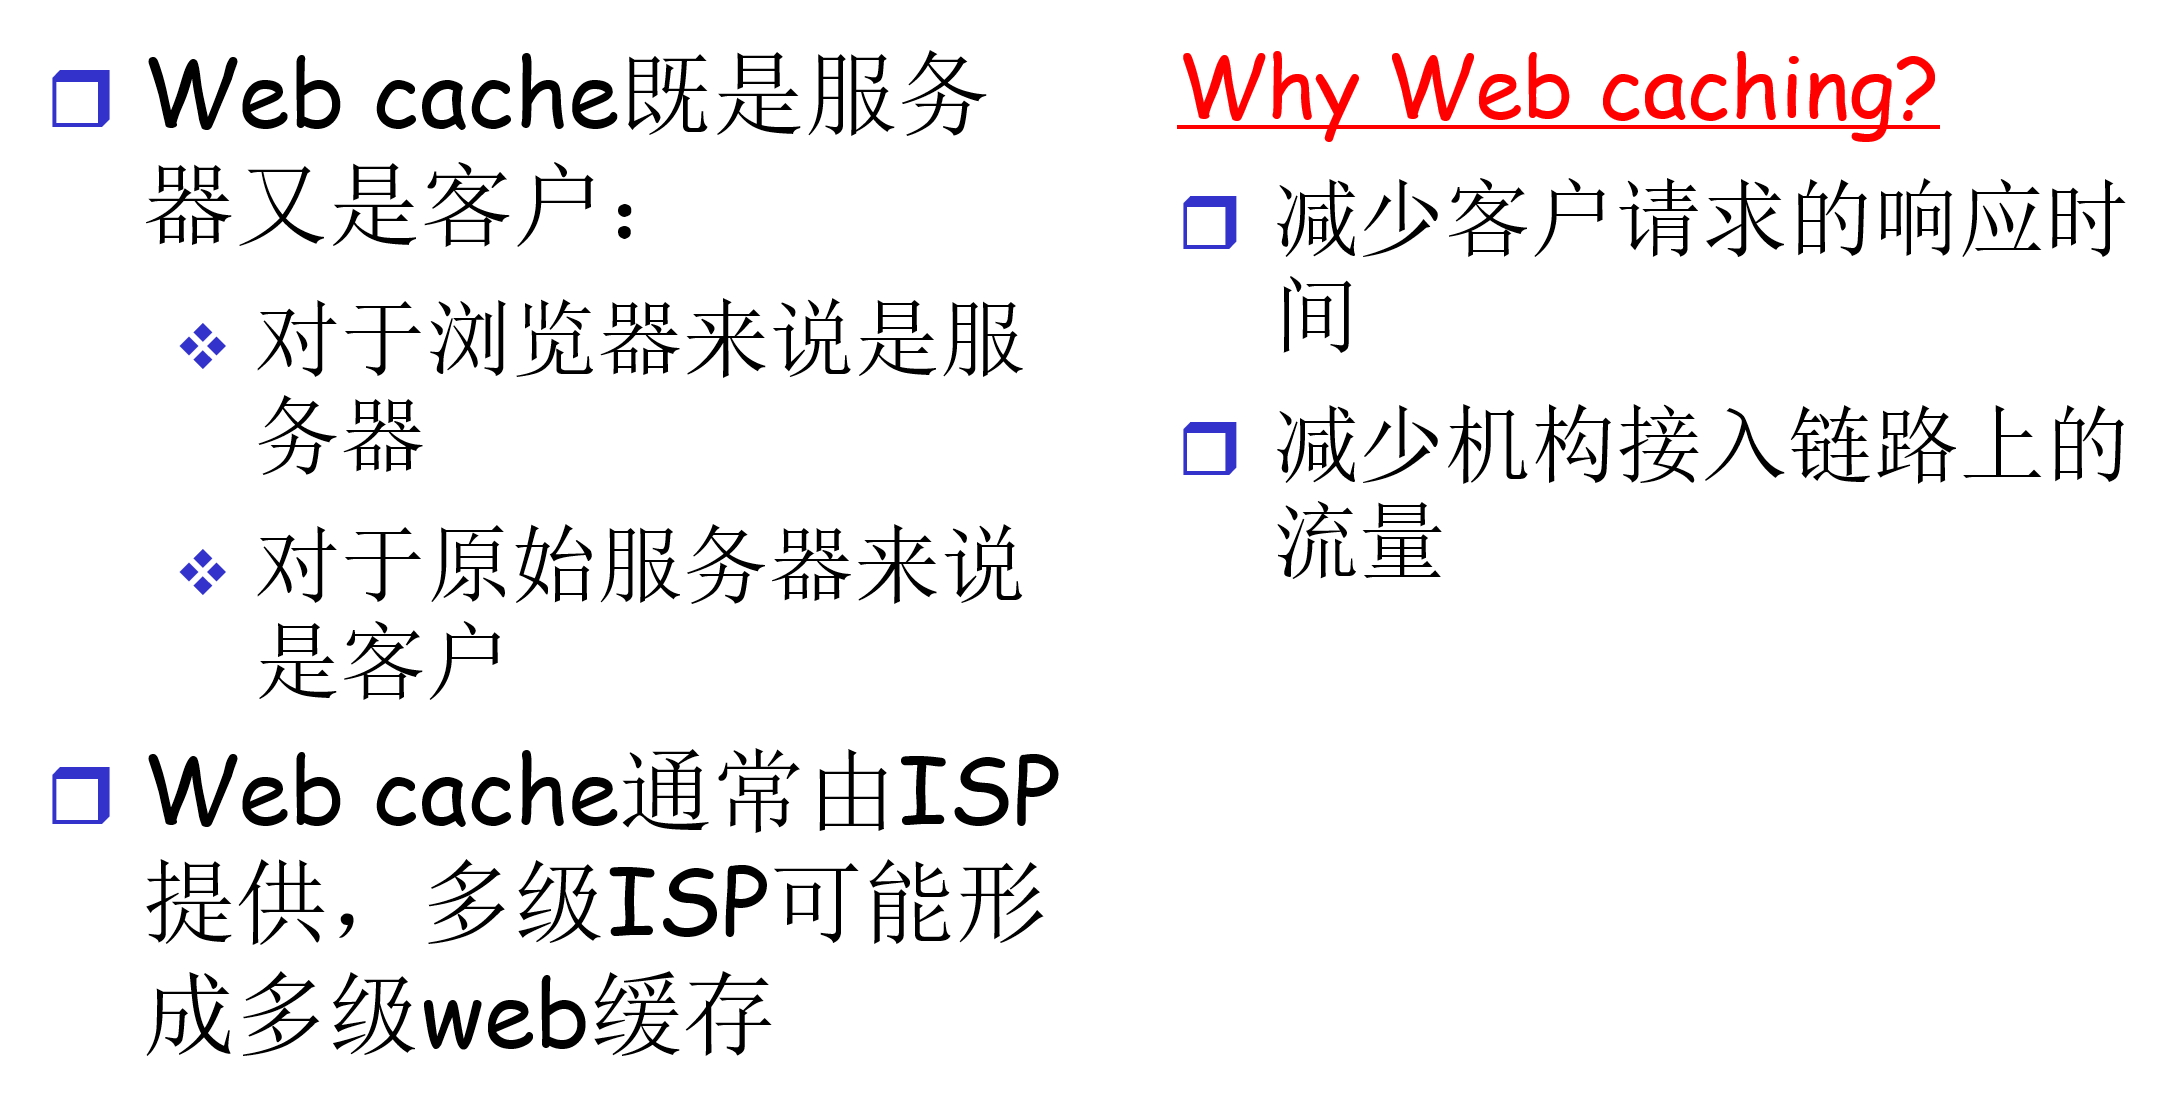 Web cache既是服务
器又是客户：
对于浏览器来说是服
务器
对于原始服务器来说
是客户
Web cache通常由ISP
提供，多级ISP可能形
成多级web缓存
Why Web caching?
减少客户请求的响应时
间
减少机构接入链路上的
流量